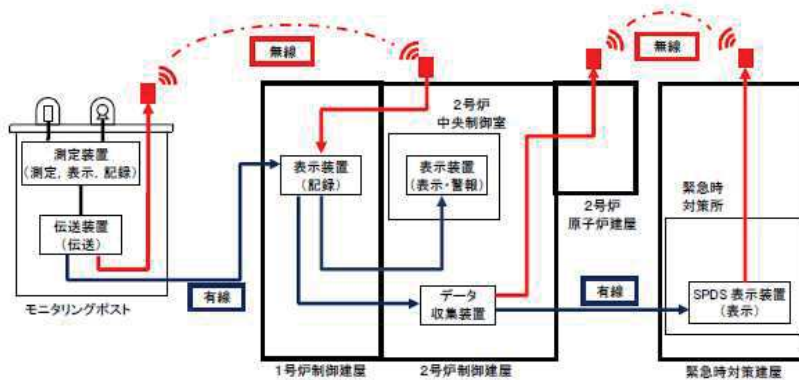 無線
無線
2号炉
中央制御室
測定装置
(測定, 表示, 記録)
表示装置
(記録)
表示装置
(表示・警報)
2号炉
原子炉建屋
緊急時
対策所
伝送装置
(伝送)
有線
データ
収集装置
有線
SPDS 表示装置
(表示)
モニタリングポスト
1号炉制御建屋
2号炉制御建屋
緊急時対策建屋